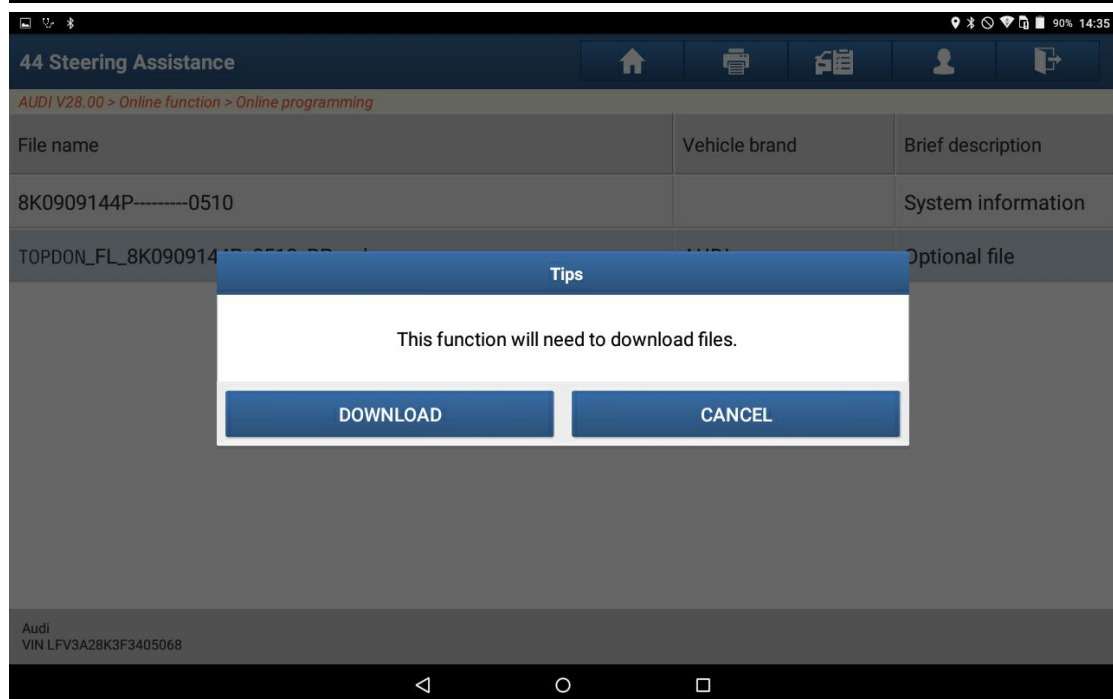 90% 14:35
44 Steering Assistance
AUDI V28.00 > Online function > Online programming
File name Vehicle brand Brief description
8K0909144P---------0510 System information
TOPDON_FL_8K0909144P Optional file
Tips
This function will need to download files.
DOWNLOAD CANCEL
Audi
VIN LFV3A28K3F3405068